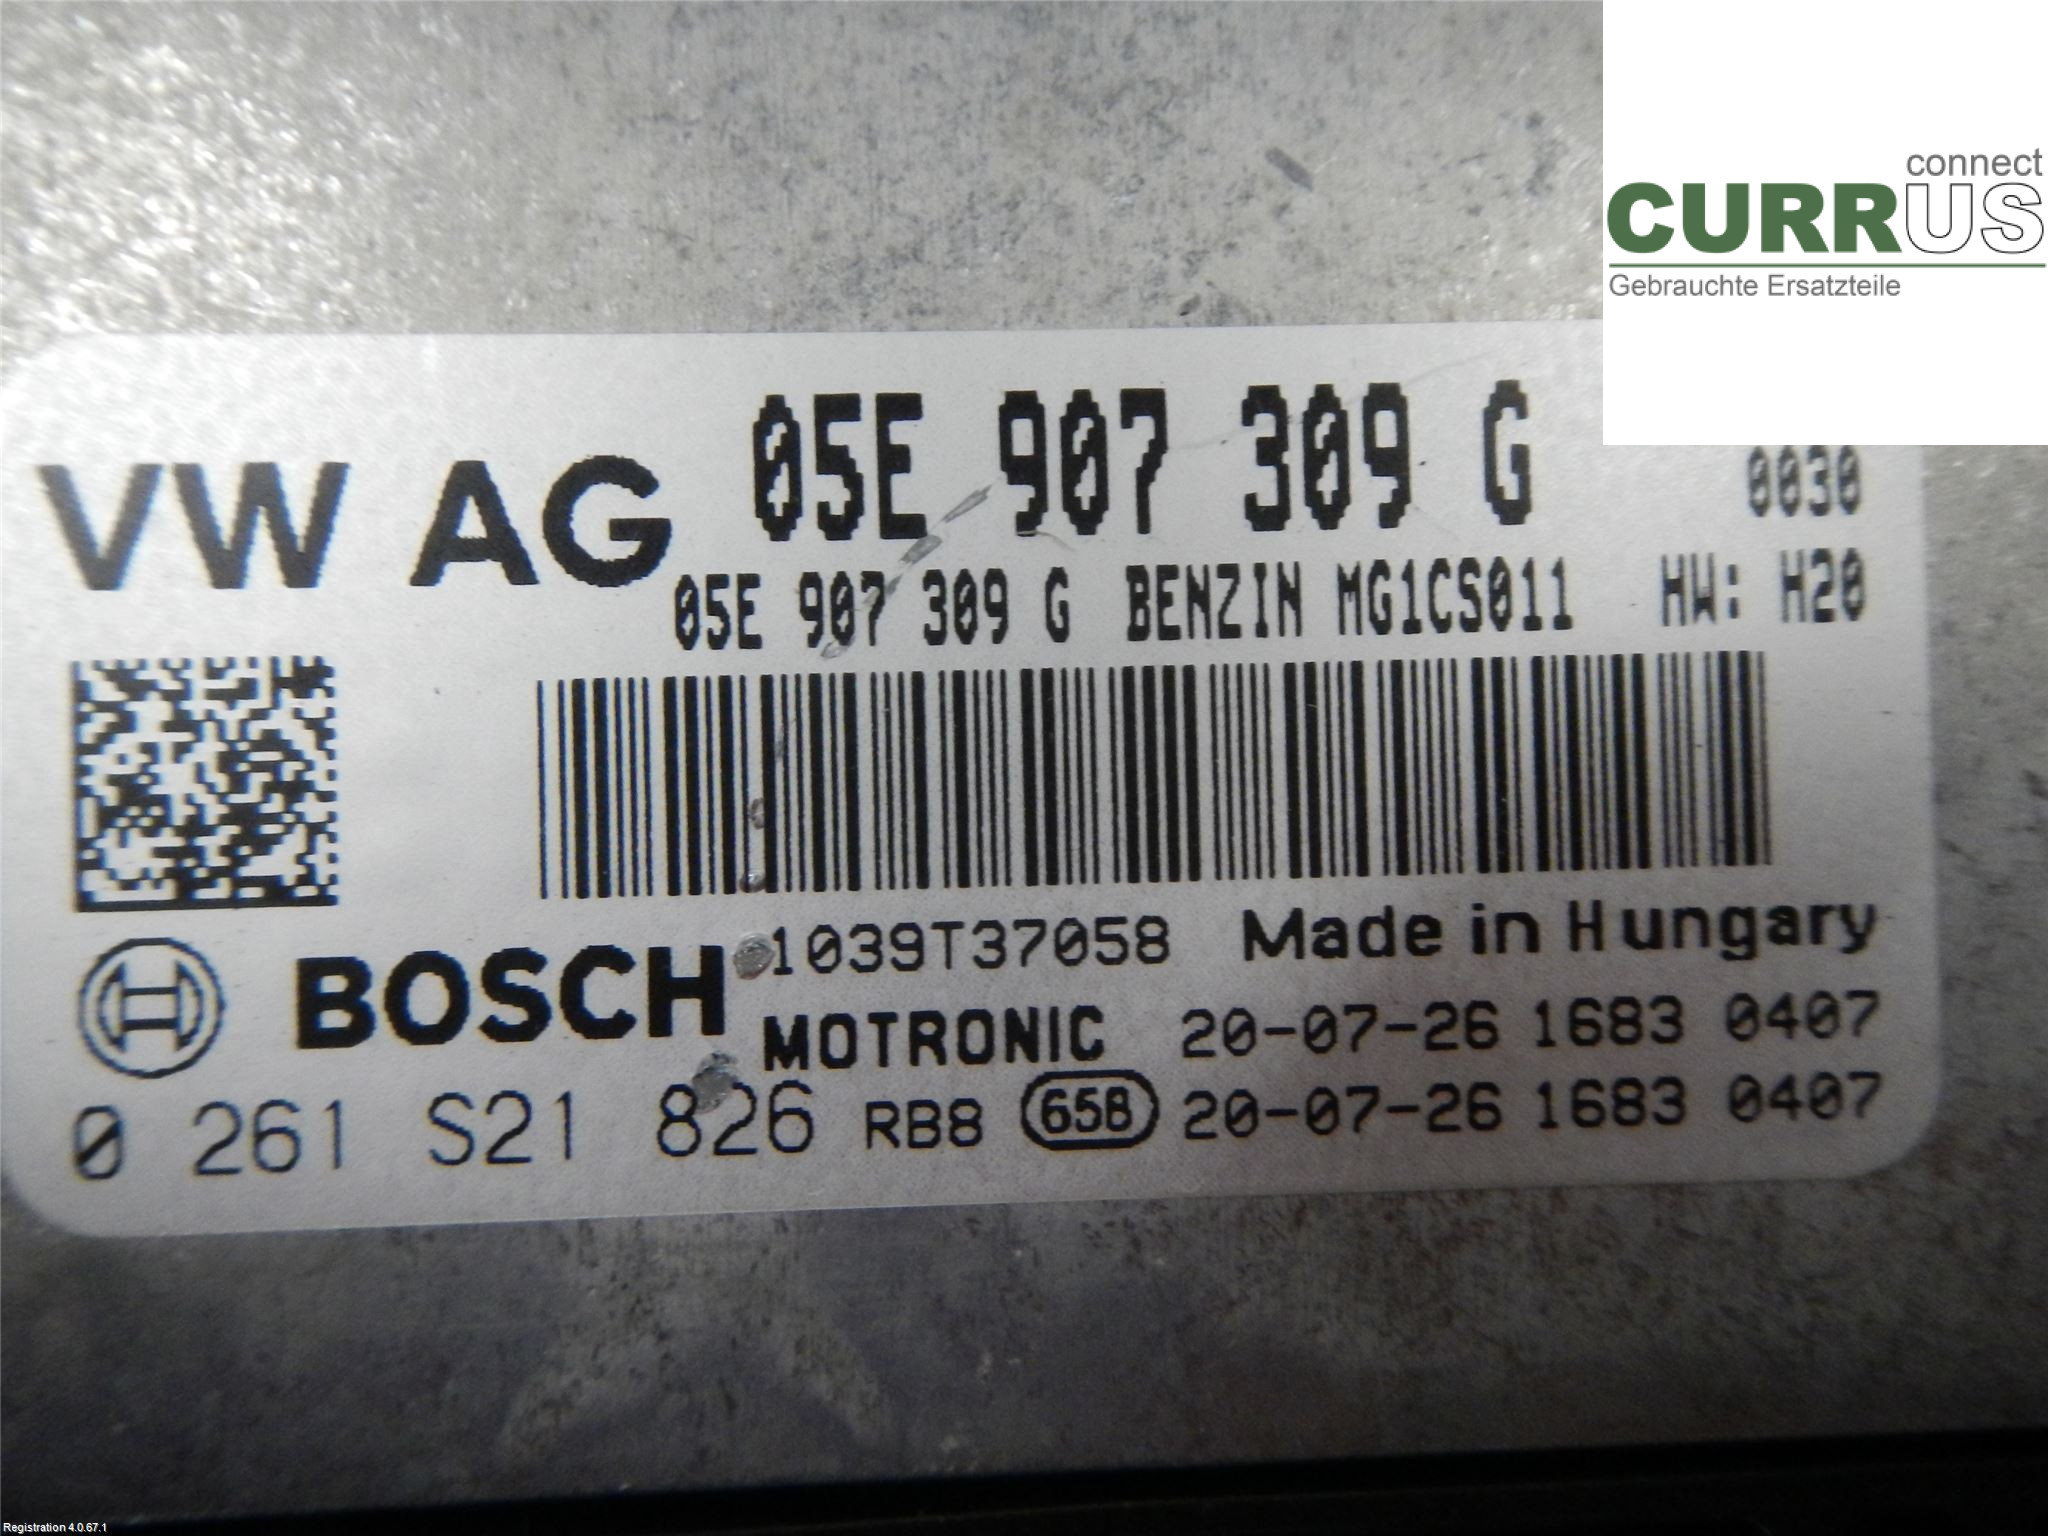 connect
CURRUS
Gebrauchte Ersatzteile
VW AG 05E 907 309 G 0030
05E 907 309 G BENZIN MG1CS011 HW: H20
BOSCH 1039T37058 Made in Hungary
MOTRONIC 20-07-26 1683 0407
0 261 S21 826 RB8 65B 20-07-26 1683 0407
Registration 4.0.67.1